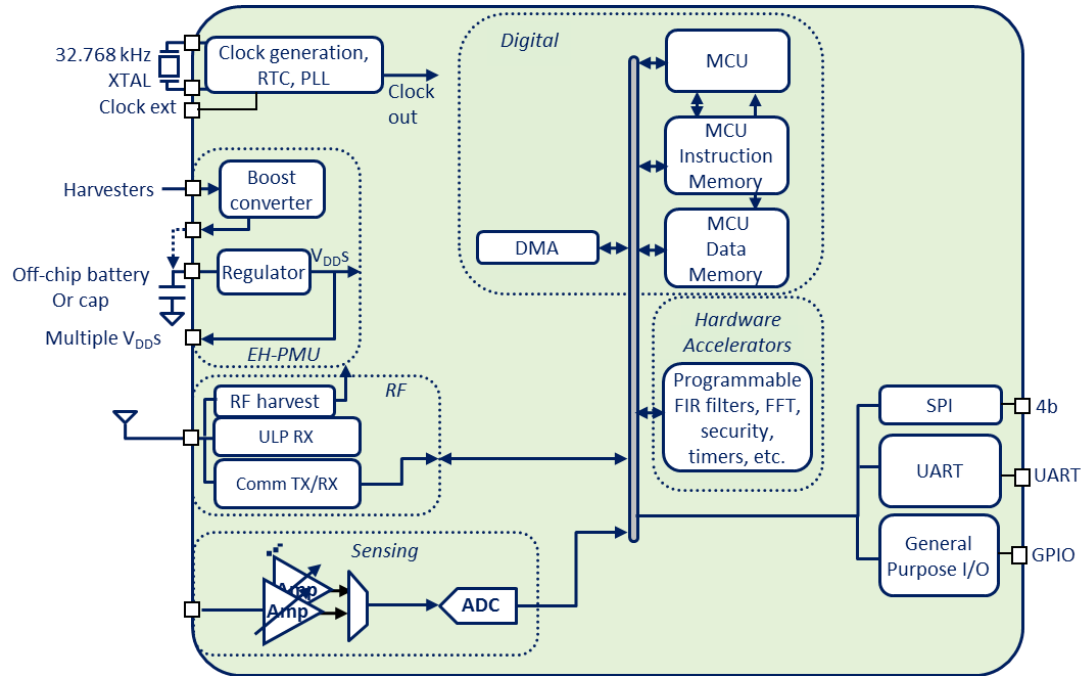 32.768 kHz
XTAL
Clock ext
Clock generation,
RTC, PLL
Clock
out
Digital
MCU
MCU
Instruction
Memory
MCU
Data
Memory
DMA
Harvesters
Boost
converter
Off-chip battery
Or cap
Regulator
V_DDs
Multiple V_DDs
EH-PMU
Hardware
Accelerators
Programmable
FIR filters, FFT,
security,
timers, etc.
RF
RF harvest
ULP RX
Comm TX/RX
SPI
4b
UART
UART
General
Purpose I/O
GPIO
Sensing
Amp
Amp
ADC